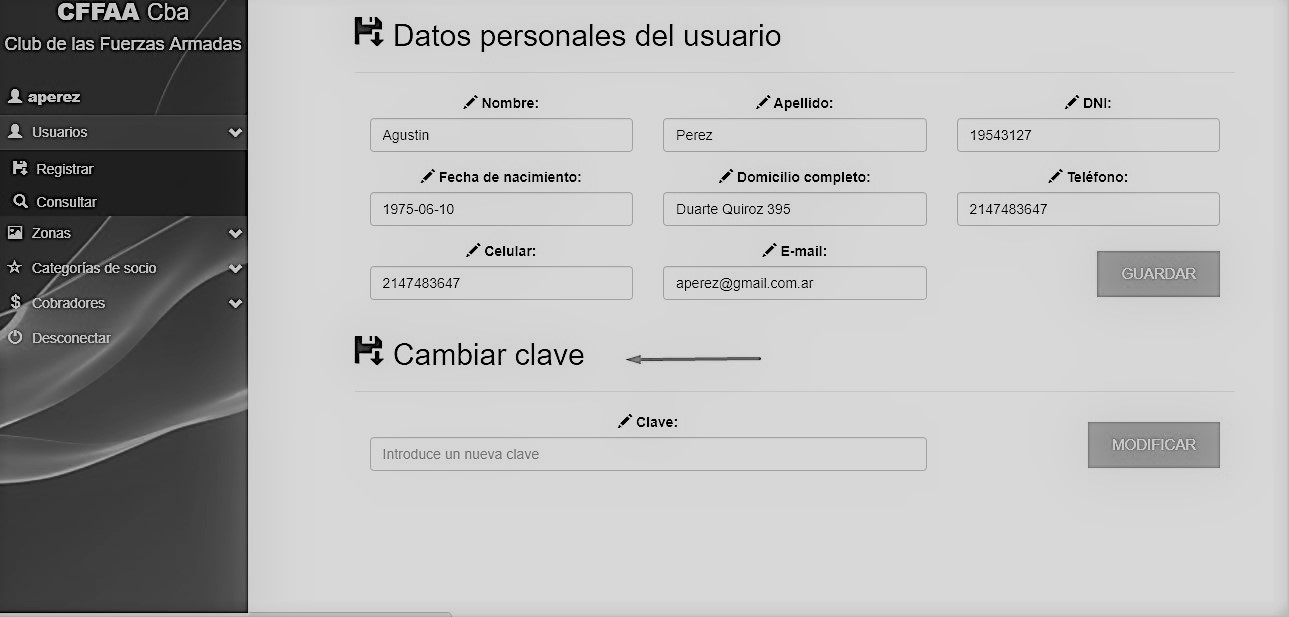 CFFAA Cba
Club de las Fuerzas Armadas
aperez
Usuarios
Registrar
Consultar
Zonas
Categorías de socio
Cobradores
Desconectar
Datos personales del usuario
Nombre: Apellido: DNI:
Agustin Perez 19543127
Fecha de nacimiento: Domicilio completo: Teléfono:
1975-06-10 Duarte Quiroz 395 2147483647
Celular: E-mail:
2147483647 aperez@gmail.com.ar GUARDAR
Cambiar clave
Clave:
Introduce un nueva clave MODIFICAR